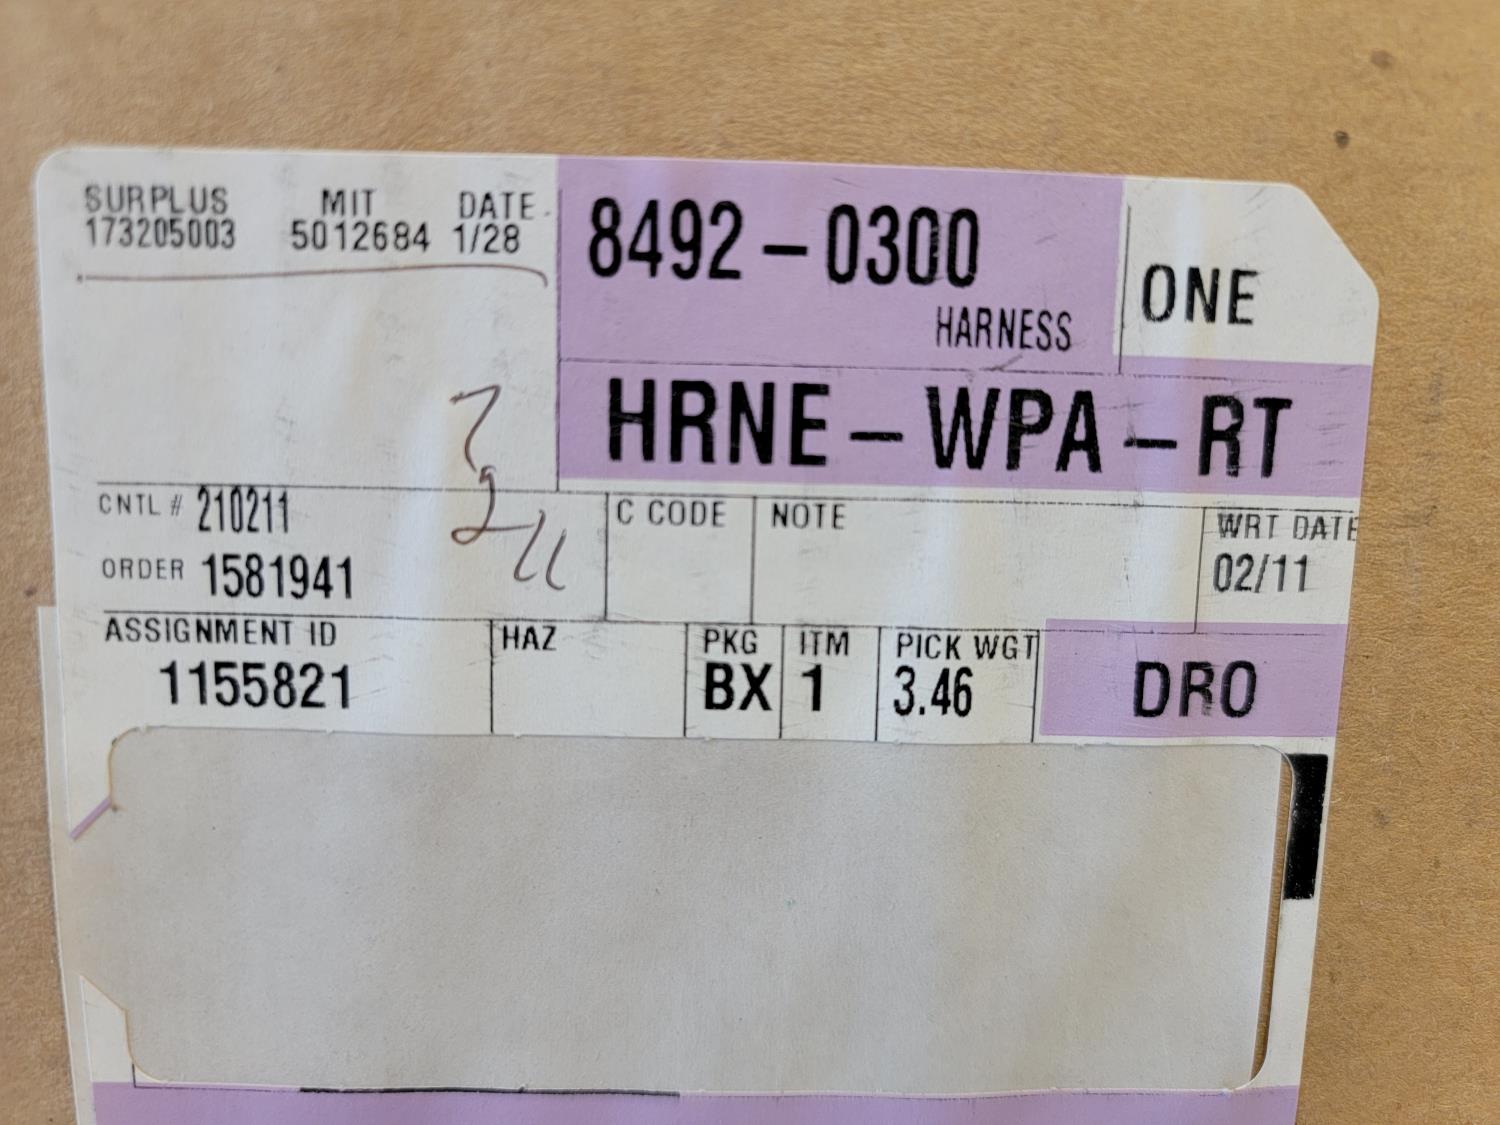 SURPLUS MIT DATE
173205003 5012684 1/28
8492-0300
HARNESS
ONE
HRNE-WPA-RT
CNTL # 210211
ORDER 1581941
C CODE
NOTE
WRT DATE
02/11
ASSIGNMENT ID
1155821
HAZ
PKG
BX
ITM
1
PICK WGT
3.46
DRO